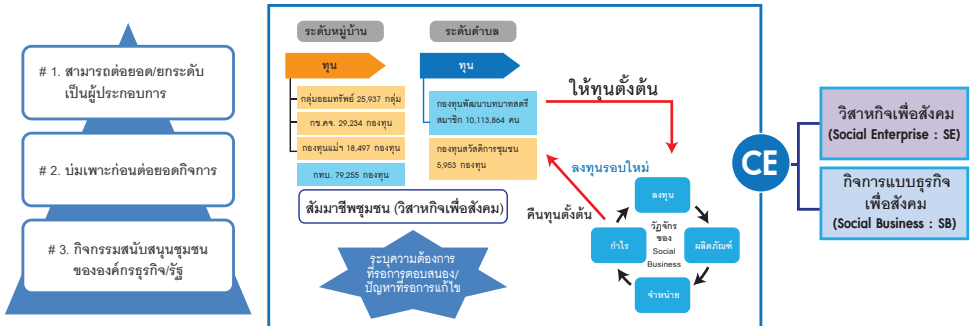 # 1. สามารถต่อยอด/ยกระดับ
เป็นผู้ประกอบการ
# 2. บ่มเพาะก่อนต่อยอดกิจการ
# 3. กิจกรรมสนับสนุนชุมชน
ขององค์กรธุรกิจ/รัฐ
ระดับหมู่บ้าน
ทุน
กลุ่มออมทรัพย์ 25,937 กลุ่ม
กข.คจ. 29,234 กองทุน
กองทุนแม่ฯ 18,497 กองทุน
กทบ. 79,255 กองทุน
ระดับตำบล
ทุน
กองทุนพัฒนาบทบาทสตรี
สมาชิก 10,113,864 คน
กองทุนสวัสดิการชุมชน
5,953 กองทุน
สัมมาชีพชุมชน (วิสาหกิจเพื่อสังคม)
ระบุความต้องการ
ที่รอการตอบสนอง/
ปัญหาที่รอการแก้ไข
ให้ทุนตั้งต้น
ลงทุนรอบใหม่
คืนทุนตั้งต้น
ลงทุน
ผลิตภัณฑ์
จำหน่าย
กำไร
วัฏจักร
ของ
Social
Business
CE
วิสาหกิจเพื่อสังคม
(Social Enterprise : SE)
กิจการแบบธุรกิจ
เพื่อสังคม
(Social Business : SB)